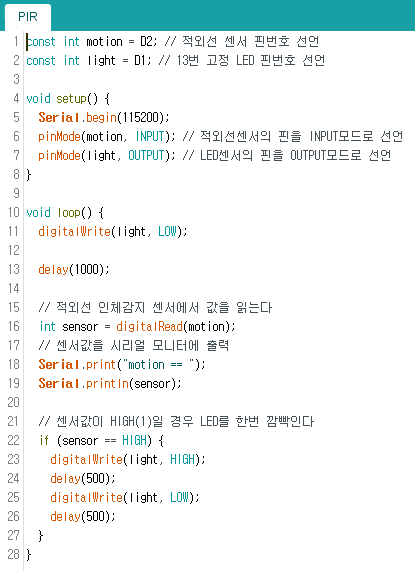 PIR
1 const int motion = D2; // 적외선 센서 핀번호 선언
2 const int light = D1; // 13번 고정 LED 핀번호 선언
3
4 void setup() {
5 Serial.begin(115200);
6 pinMode(motion, INPUT); // 적외선센서의 핀을 INPUT모드로 선언
7 pinMode(light, OUTPUT); // LED센서의 핀을 OUTPUT모드로 선언
8 }
9
10 void loop() {
11 digitalWrite(light, LOW);
12
13 delay(1000);
14
15 // 적외선 인체감지 센서에서 값을 읽는다
16 int sensor = digitalRead(motion);
17 // 센서값을 시리얼 모니터에 출력
18 Serial.print("motion == ");
19 Serial.println(sensor);
20
21 // 센서값이 HIGH(1)일 경우 LED를 한번 깜빡인다
22 if (sensor == HIGH) {
23 digitalWrite(light, HIGH);
24 delay(500);
25 digitalWrite(light, LOW);
26 delay(500);
27 }
28 }